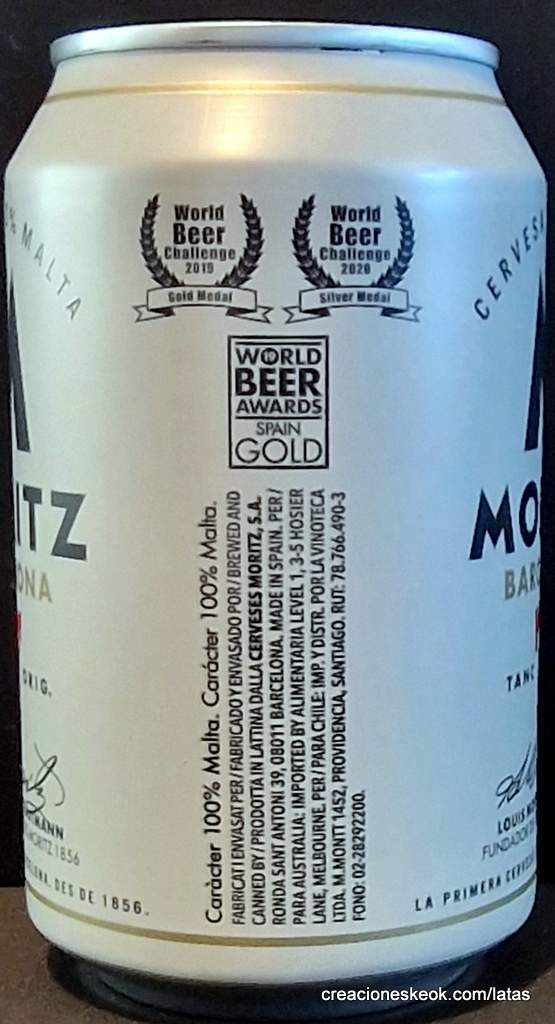 % MALTA
ITZ
ONA
ORIG.
MORITZ 1856
DES DE 1856.
World
Beer
Challenge
2019
Gold Medal
World
Beer
Challenge
2020
Silver Medal
WORLD
BEER
AWARDS
SPAIN
GOLD
Caràcter 100% Malta. Carácter 100% Malta.
FABRICAT I ENVASAT PER / FABRICADO Y ENVASADO POR / BREWED AND
CANNED BY / PRODOTTA IN LATTINA DALLA CERVESES MORITZ, S.A.
RONDA SANT ANTONI 39, 08011 BARCELONA. MADE IN SPAIN. PER /
PARA AUSTRALIA: IMPORTED BY ALIMENTARIA LEVEL 1, 3-5 HOSIER
LANE, MELBOURNE. PER / PARA CHILE: IMP. Y DISTR. POR LA VINOTECA
LTDA, M.MONTT 1452, PROVIDENCIA, SANTIAGO. RUT: 78.766.490-3
FONO: 02-28292200.
CERVESA
MO
BARC
TANC
LOUIS MO
FUNDADOR D
LA PRIMERA CERVES
creacioneskeok.com/latas